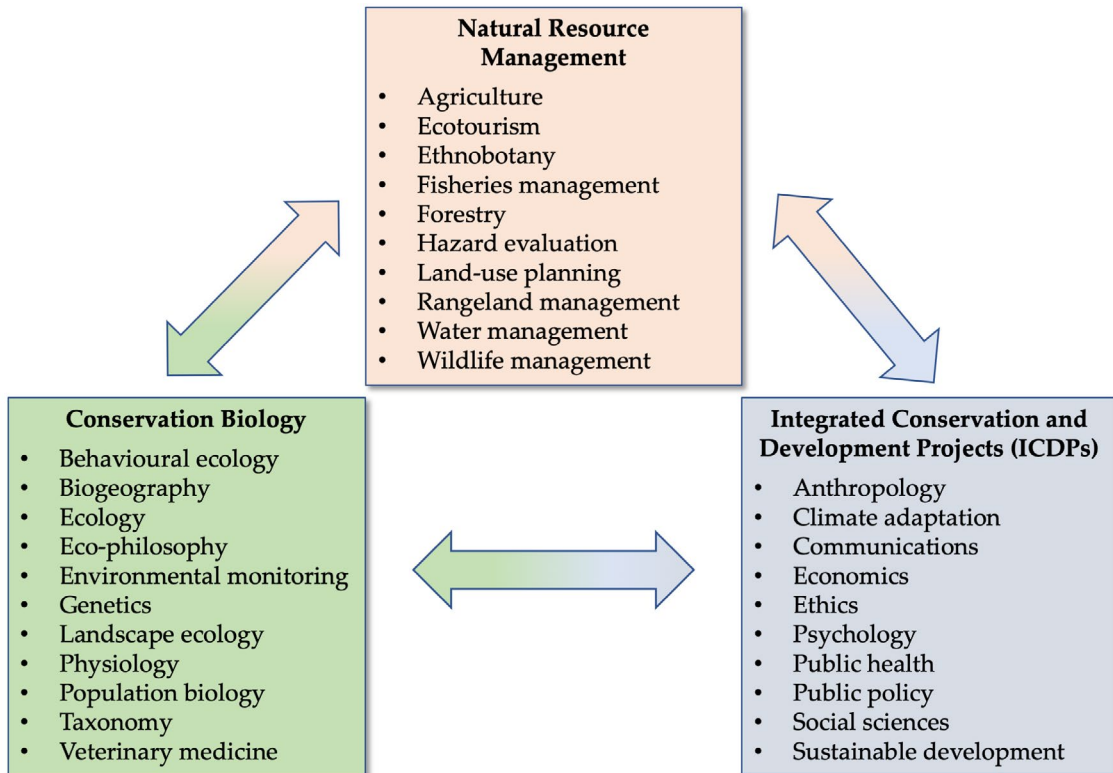 Natural Resource
Management
• Agriculture
• Ecotourism
• Ethnobotany
• Fisheries management
• Forestry
• Hazard evaluation
• Land-use planning
• Rangeland management
• Water management
• Wildlife management
Conservation Biology
• Behavioural ecology
• Biogeography
• Ecology
• Eco-philosophy
• Environmental monitoring
• Genetics
• Landscape ecology
• Physiology
• Population biology
• Taxonomy
• Veterinary medicine
Integrated Conservation and
Development Projects (ICDPs)
• Anthropology
• Climate adaptation
• Communications
• Economics
• Ethics
• Psychology
• Public health
• Public policy
• Social sciences
• Sustainable development